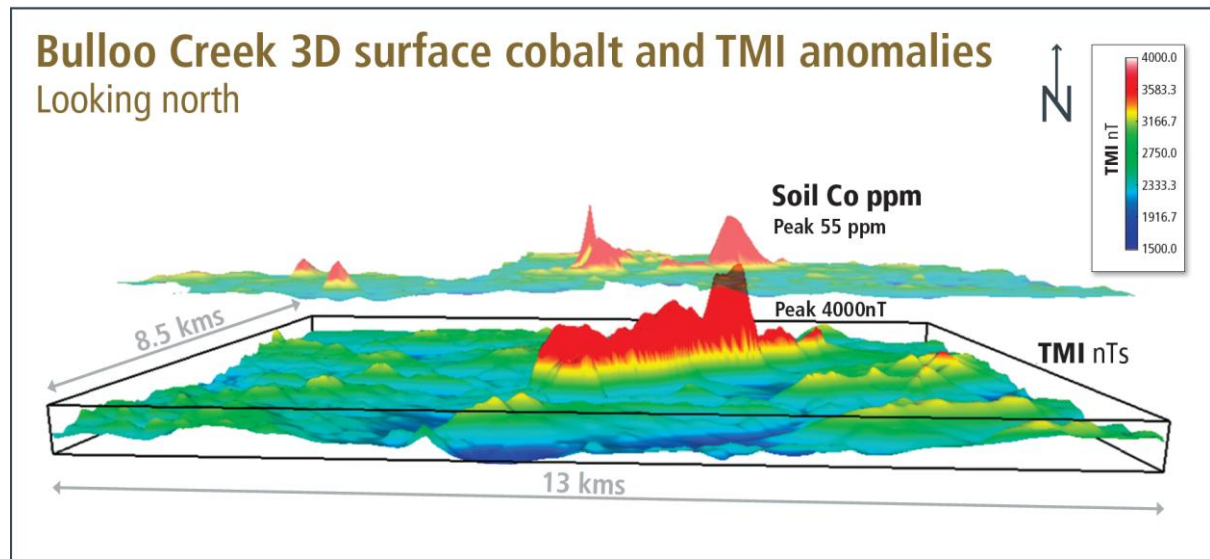 Bulloo Creek 3D surface cobalt and TMI anomalies
Looking north
N
4000.0
3583.3
3166.7
2750.0
2333.3
1916.7
1500.0
TMI nT
Soil Co ppm
Peak 55 ppm
Peak 4000nT
8.5 kms
TMI nTs
13 kms